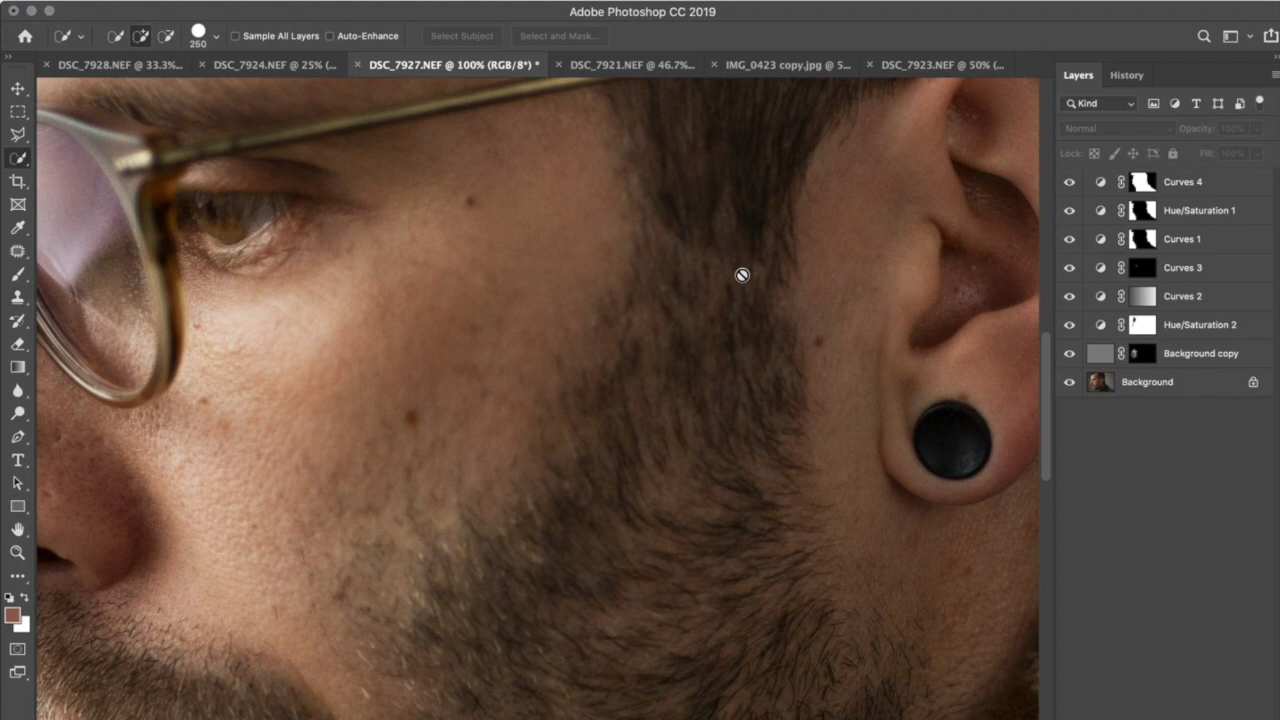 Adobe Photoshop CC 2019
250
Sample All Layers
Auto-Enhance
Select Subject
Select and Mask...
DSC_7928.NEF @ 33.3%...
DSC_7924.NEF @ 25% (...
DSC_7927.NEF @ 100% (RGB/8*) *
DSC_7921.NEF @ 46.7%...
IMG_0423 copy.jpg @ 5...
DSC_7923.NEF @ 50% (...
Layers
History
Kind
Normal
Opacity: 100%
Lock:
Fill: 100%
Curves 4
Hue/Saturation 1
Curves 1
Curves 3
Curves 2
Hue/Saturation 2
Background copy
Background